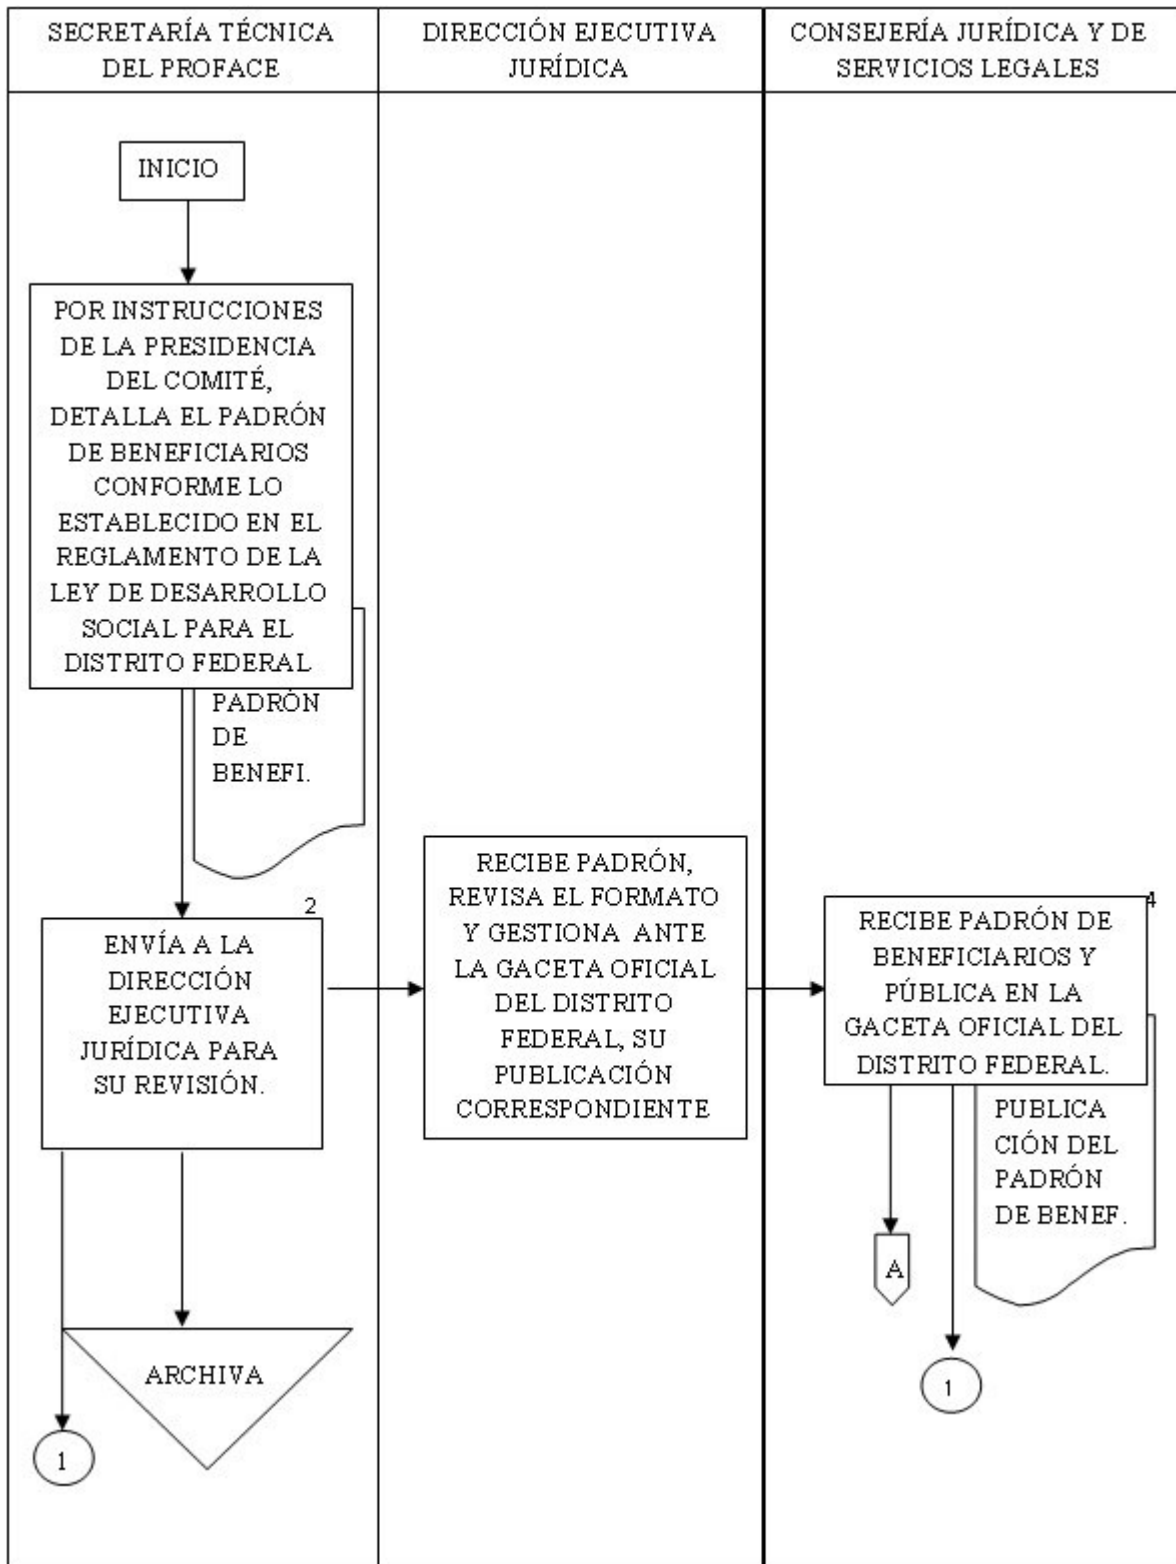 SECRETARÍA TÉCNICA
DEL PROFACE
DIRECCIÓN EJECUTIVA
JURÍDICA
CONSEJERÍA JURÍDICA Y DE
SERVICIOS LEGALES
INICIO
POR INSTRUCCIONES
DE LA PRESIDENCIA
DEL COMITÉ,
DETALLA EL PADRÓN
DE BENEFICIARIOS
CONFORME LO
ESTABLECIDO EN EL
REGLAMENTO DE LA
LEY DE DESARROLLO
SOCIAL PARA EL
DISTRITO FEDERAL
PADRÓN
DE
BENEFI.
2
ENVÍA A LA
DIRECCIÓN
EJECUTIVA
JURÍDICA PARA
SU REVISIÓN.
ARCHIVA
1
RECIBE PADRÓN,
REVISA EL FORMATO
Y GESTIONA ANTE
LA GACETA OFICIAL
DEL DISTRITO
FEDERAL, SU
PUBLICACIÓN
CORRESPONDIENTE
4
RECIBE PADRÓN DE
BENEFICIARIOS Y
PÚBLICA EN LA
GACETA OFICIAL DEL
DISTRITO FEDERAL.
PUBLICA
CIÓN DEL
PADRÓN
DE BENEF.
A
1